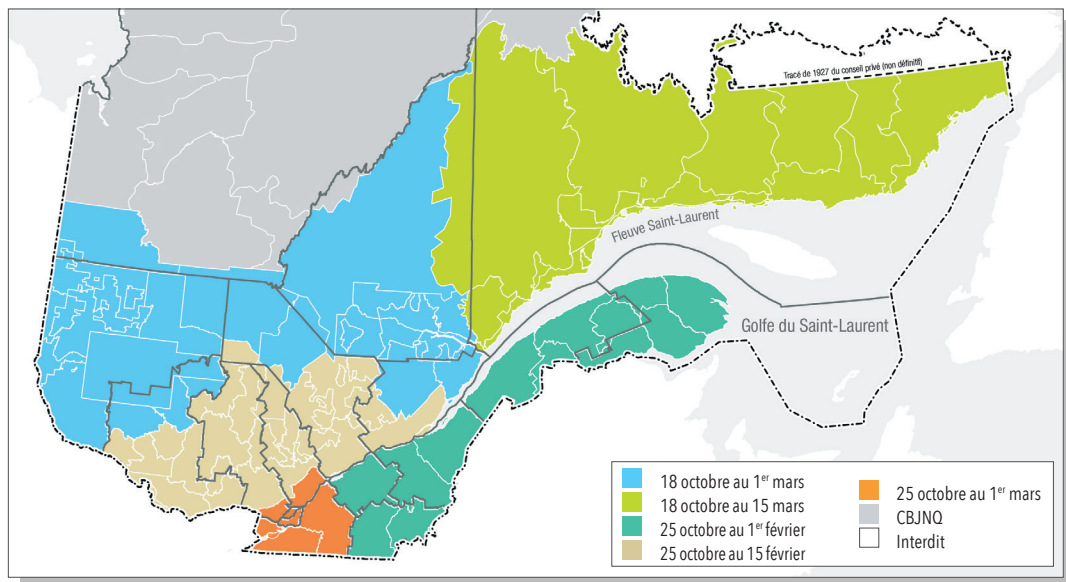 Tracé de 1927 du conseil privé (non définitif)
Fleuve Saint-Laurent
Golfe du Saint-Laurent
18 octobre au 1er mars
18 octobre au 15 mars
25 octobre au 1er février
25 octobre au 15 février
25 octobre au 1er mars
CBJNQ
Interdit